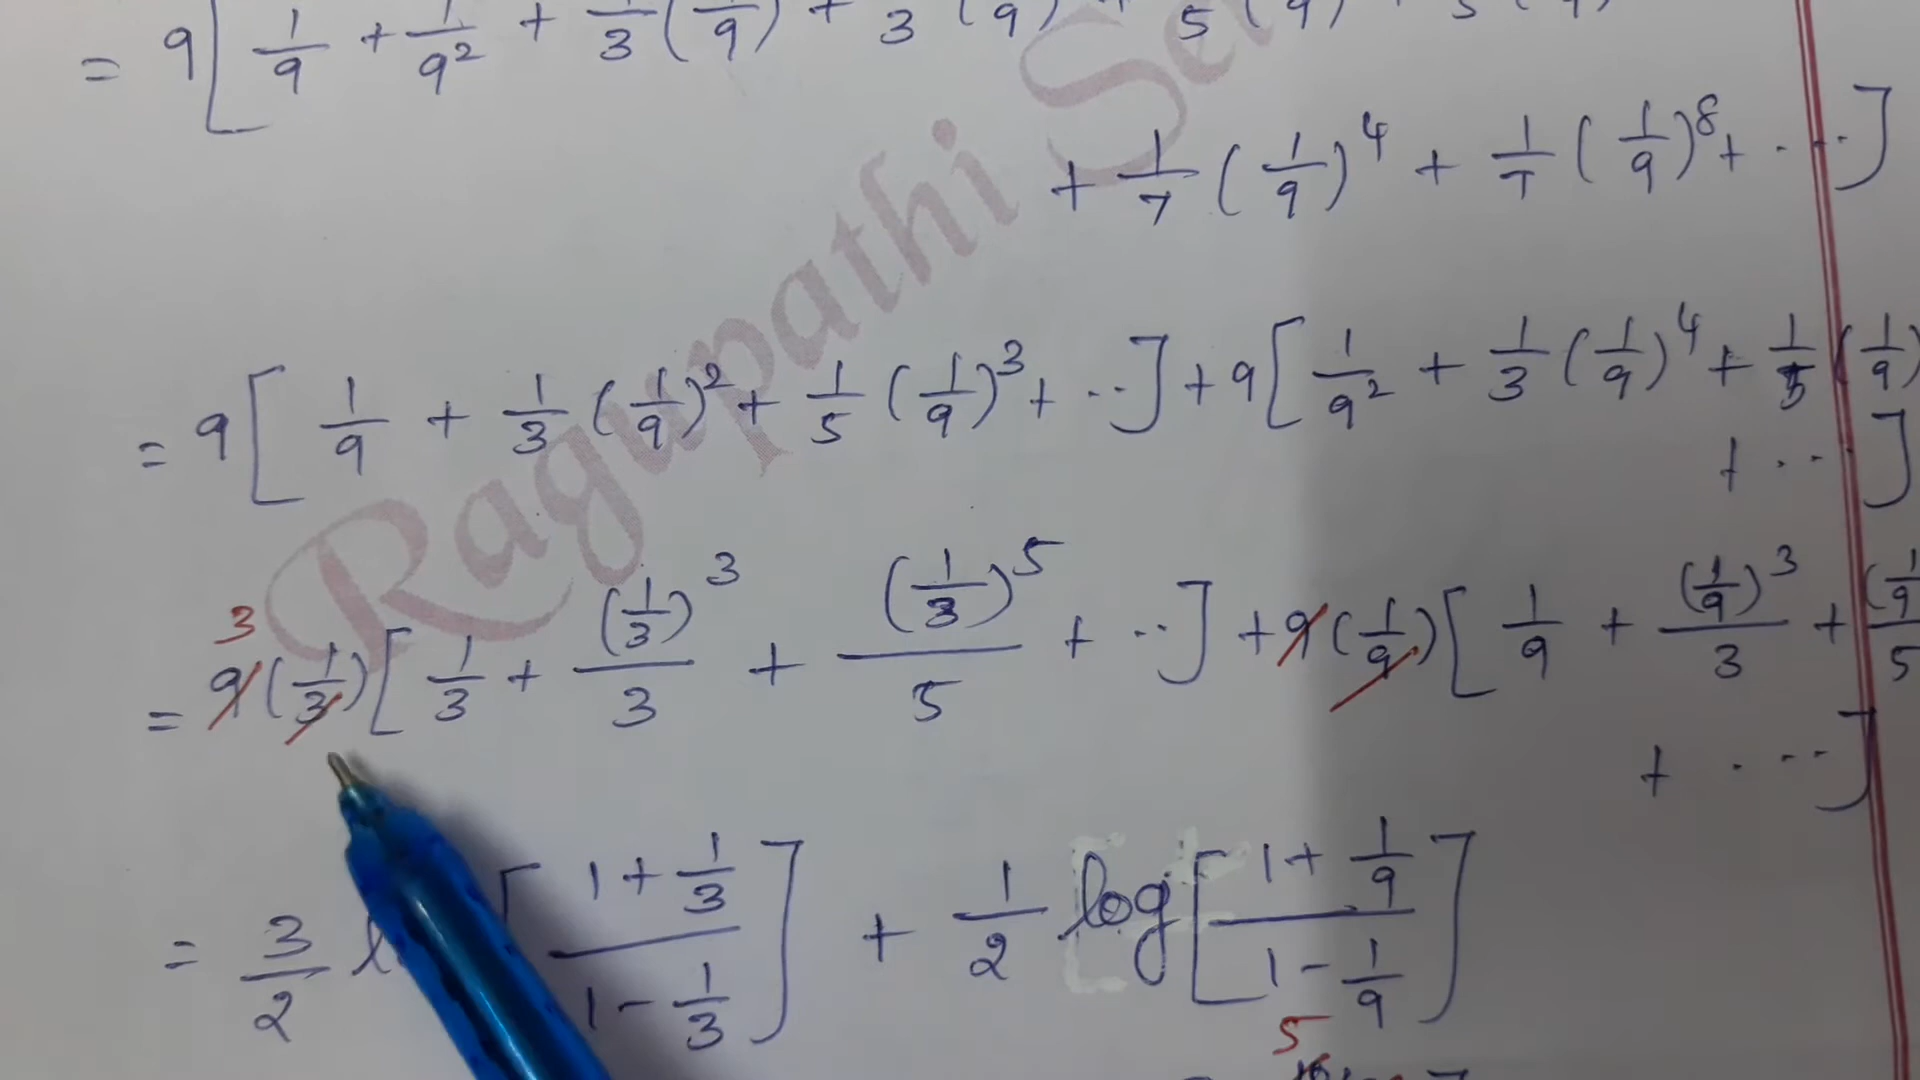 = 9[ 1/9 + 1/9² + 1/3 (1/9) + 3 (9) + 5 (9) + 5 (9)
+ 1/7 (1/9)⁴ + 1/7 (1/9)⁸ + ···]
= 9[ 1/9 + 1/3 (1/9)² + 1/5 (1/9)³ + ···] + 9[ 1/9² + 1/3 (1/9)⁴ + 1/5 (1/9)
+ ···]
3
= 9 (1/3) [ 1/3 + (1/3)³/3 + (1/3)⁵/5 + ··] + 9 (1/9) [ 1/9 + (1/9)³/3 + (1/9)/5
+ ···]
= 3/2 l [ (1 + 1/3)/(1 - 1/3) ] + 1/2 log [ (1 + 1/9)/(1 - 1/9) ]
5
Ragupathi